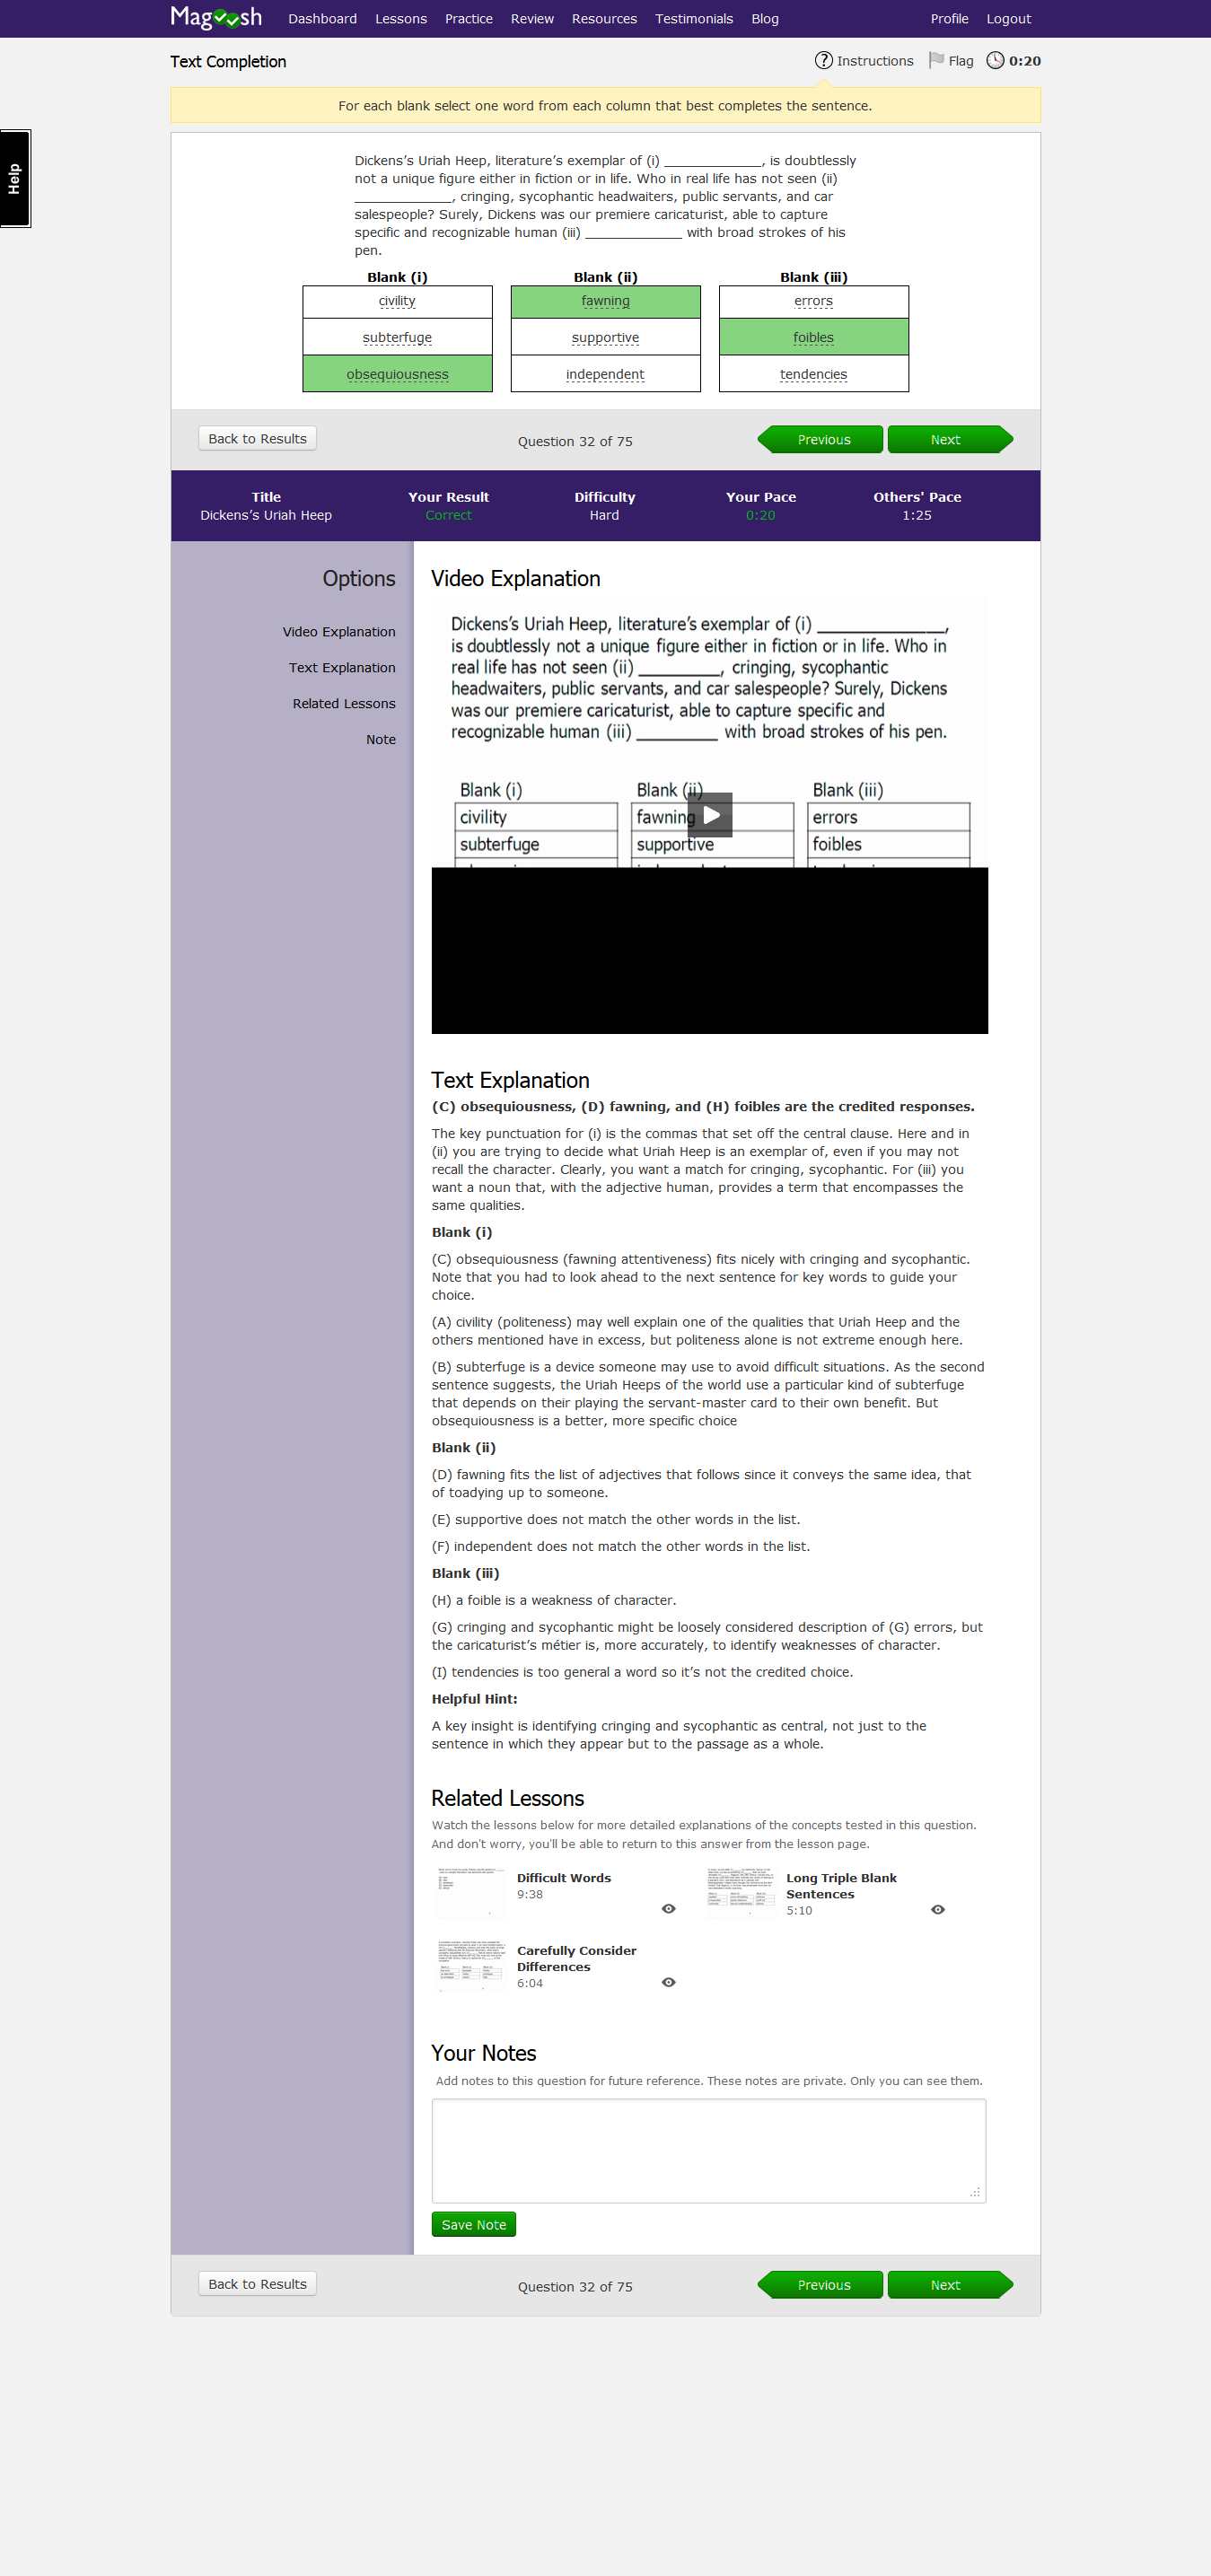 Magoosh Dashboard Lessons Practice Review Resources Testimonials Blog Profile Logout
Text Completion
? Instructions Flag 0:20
For each blank select one word from each column that best completes the sentence.
Help
Dickens’s Uriah Heep, literature’s exemplar of (i) _____________, is doubtlessly
not a unique figure either in fiction or in life. Who in real life has not seen (ii)
_____________, cringing, sycophantic headwaiters, public servants, and car
salespeople? Surely, Dickens was our premiere caricaturist, able to capture
specific and recognizable human (iii) _____________ with broad strokes of his
pen.
Blank (i) Blank (ii) Blank (iii)
civility fawning errors
subterfuge supportive foibles
obsequiousness independent tendencies
Back to Results Question 32 of 75 Previous Next
Title Your Result Difficulty Your Pace Others' Pace
Dickens’s Uriah Heep Correct Hard 0:20 1:25
Options
Video Explanation
Text Explanation
Related Lessons
Note
Video Explanation
Dickens’s Uriah Heep, literature’s exemplar of (i) ______________,
is doubtlessly not a unique figure either in fiction or in life. Who in
real life has not seen (ii) _________, cringing, sycophantic
headwaiters, public servants, and car salespeople? Surely, Dickens
was our premiere caricaturist, able to capture specific and
recognizable human (iii) _________ with broad strokes of his pen.
Blank (i) Blank (ii) Blank (iii)
civility fawning errors
subterfuge supportive foibles
Text Explanation
(C) obsequiousness, (D) fawning, and (H) foibles are the credited responses.
The key punctuation for (i) is the commas that set off the central clause. Here and in
(ii) you are trying to decide what Uriah Heep is an exemplar of, even if you may not
recall the character. Clearly, you want a match for cringing, sycophantic. For (iii) you
want a noun that, with the adjective human, provides a term that encompasses the
same qualities.
Blank (i)
(C) obsequiousness (fawning attentiveness) fits nicely with cringing and sycophantic.
Note that you had to look ahead to the next sentence for key words to guide your
choice.
(A) civility (politeness) may well explain one of the qualities that Uriah Heep and the
others mentioned have in excess, but politeness alone is not extreme enough here.
(B) subterfuge is a device someone may use to avoid difficult situations. As the second
sentence suggests, the Uriah Heeps of the world use a particular kind of subterfuge
that depends on their playing the servant-master card to their own benefit. But
obsequiousness is a better, more specific choice
Blank (ii)
(D) fawning fits the list of adjectives that follows since it conveys the same idea, that
of toadying up to someone.
(E) supportive does not match the other words in the list.
(F) independent does not match the other words in the list.
Blank (iii)
(H) a foible is a weakness of character.
(G) cringing and sycophantic might be loosely considered description of (G) errors, but
the caricaturist’s métier is, more accurately, to identify weaknesses of character.
(I) tendencies is too general a word so it’s not the credited choice.
Helpful Hint:
A key insight is identifying cringing and sycophantic as central, not just to the
sentence in which they appear but to the passage as a whole.
Related Lessons
Watch the lessons below for more detailed explanations of the concepts tested in this question.
And don't worry, you'll be able to return to this answer from the lesson page.
Difficult Words
9:38
Long Triple Blank
Sentences
5:10
Carefully Consider
Differences
6:04
Your Notes
Add notes to this question for future reference. These notes are private. Only you can see them.
Save Note
Back to Results Question 32 of 75 Previous Next